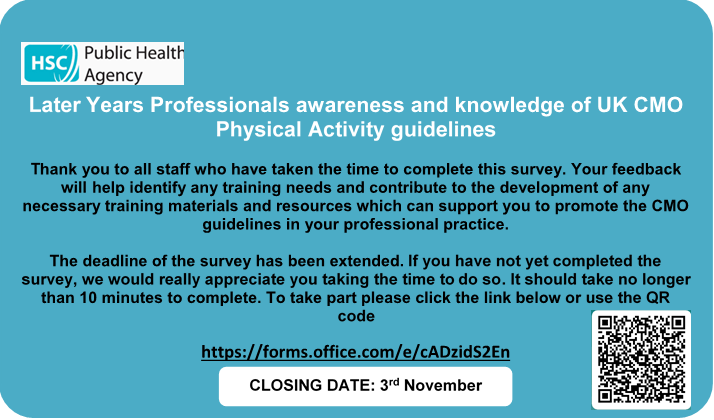 HSC Public Health
Agency
Later Years Professionals awareness and knowledge of UK CMO
Physical Activity guidelines
Thank you to all staff who have taken the time to complete this survey. Your feedback
will help identify any training needs and contribute to the development of any
necessary training materials and resources which can support you to promote the CMO
guidelines in your professional practice.
The deadline of the survey has been extended. If you have not yet completed the
survey, we would really appreciate you taking the time to do so. It should take no longer
than 10 minutes to complete. To take part please click the link below or use the QR
code
https://forms.office.com/e/cADzidS2En
CLOSING DATE: 3rd November